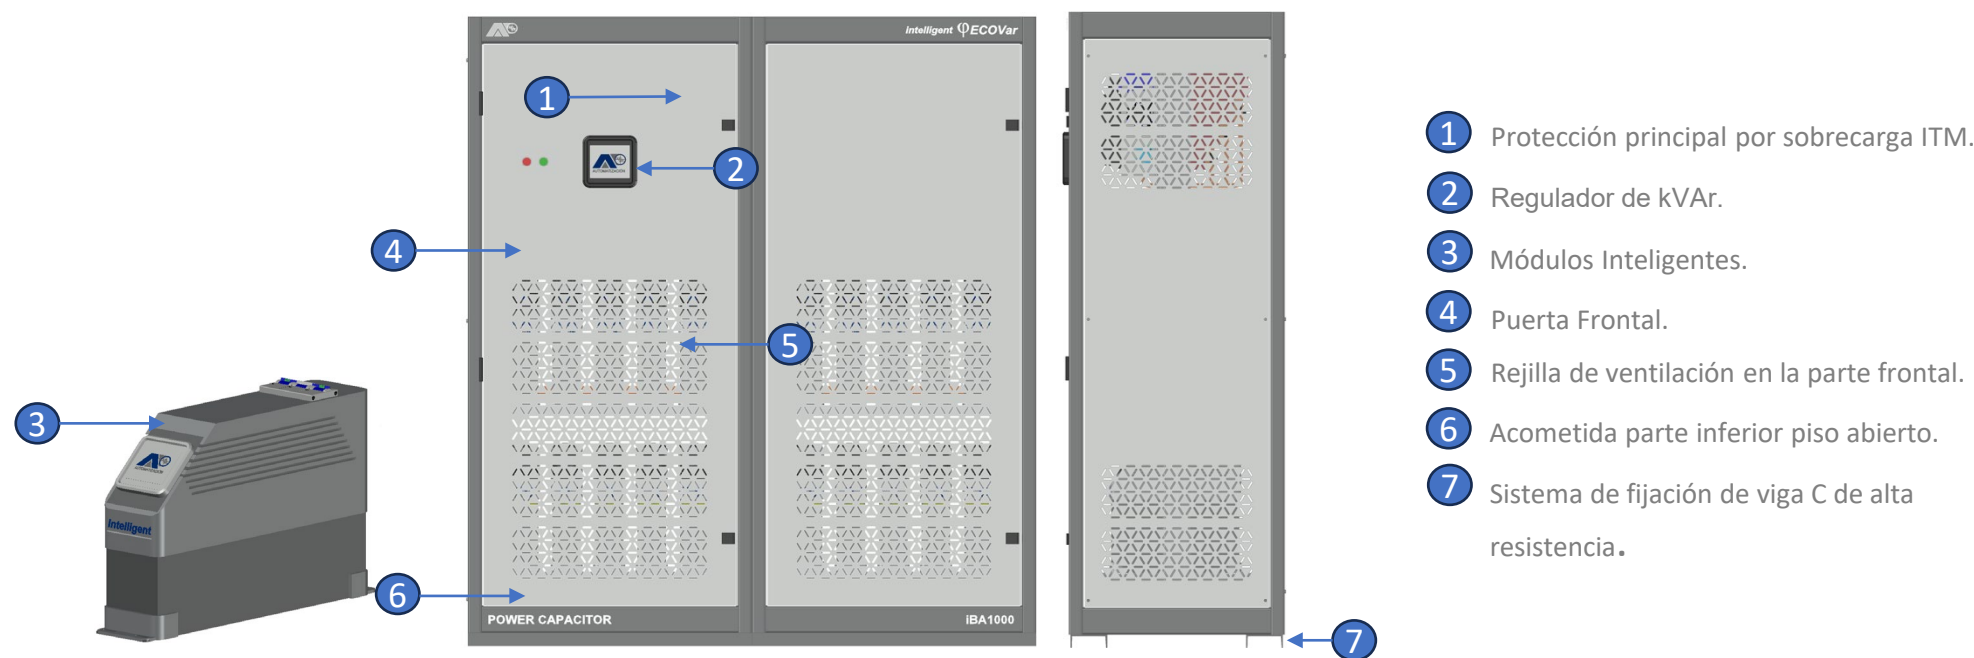 intelligent φECOVar
1
2
AUTOMATIZACIÓN
4
5
3
intelligent
6
POWER CAPACITOR
iBA1000
7
1 Protección principal por sobrecarga ITM.
2 Regulador de kVAr.
3 Módulos Inteligentes.
4 Puerta Frontal.
5 Rejilla de ventilación en la parte frontal.
6 Acometida parte inferior piso abierto.
7 Sistema de fijación de viga C de alta
resistencia.